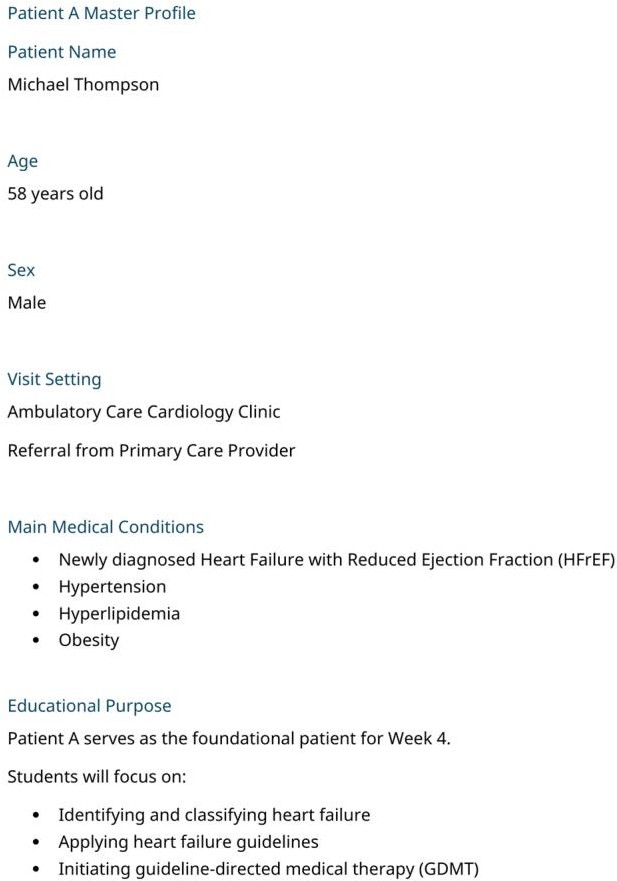 Patient A Master Profile
Patient Name
Michael Thompson
Age
58 years old
Sex
Male
Visit Setting
Ambulatory Care Cardiology Clinic
Referral from Primary Care Provider
Main Medical Conditions
• Newly diagnosed Heart Failure with Reduced Ejection Fraction (HFrEF)
• Hypertension
• Hyperlipidemia
• Obesity
Educational Purpose
Patient A serves as the foundational patient for Week 4.
Students will focus on:
• Identifying and classifying heart failure
• Applying heart failure guidelines
• Initiating guideline-directed medical therapy (GDMT)